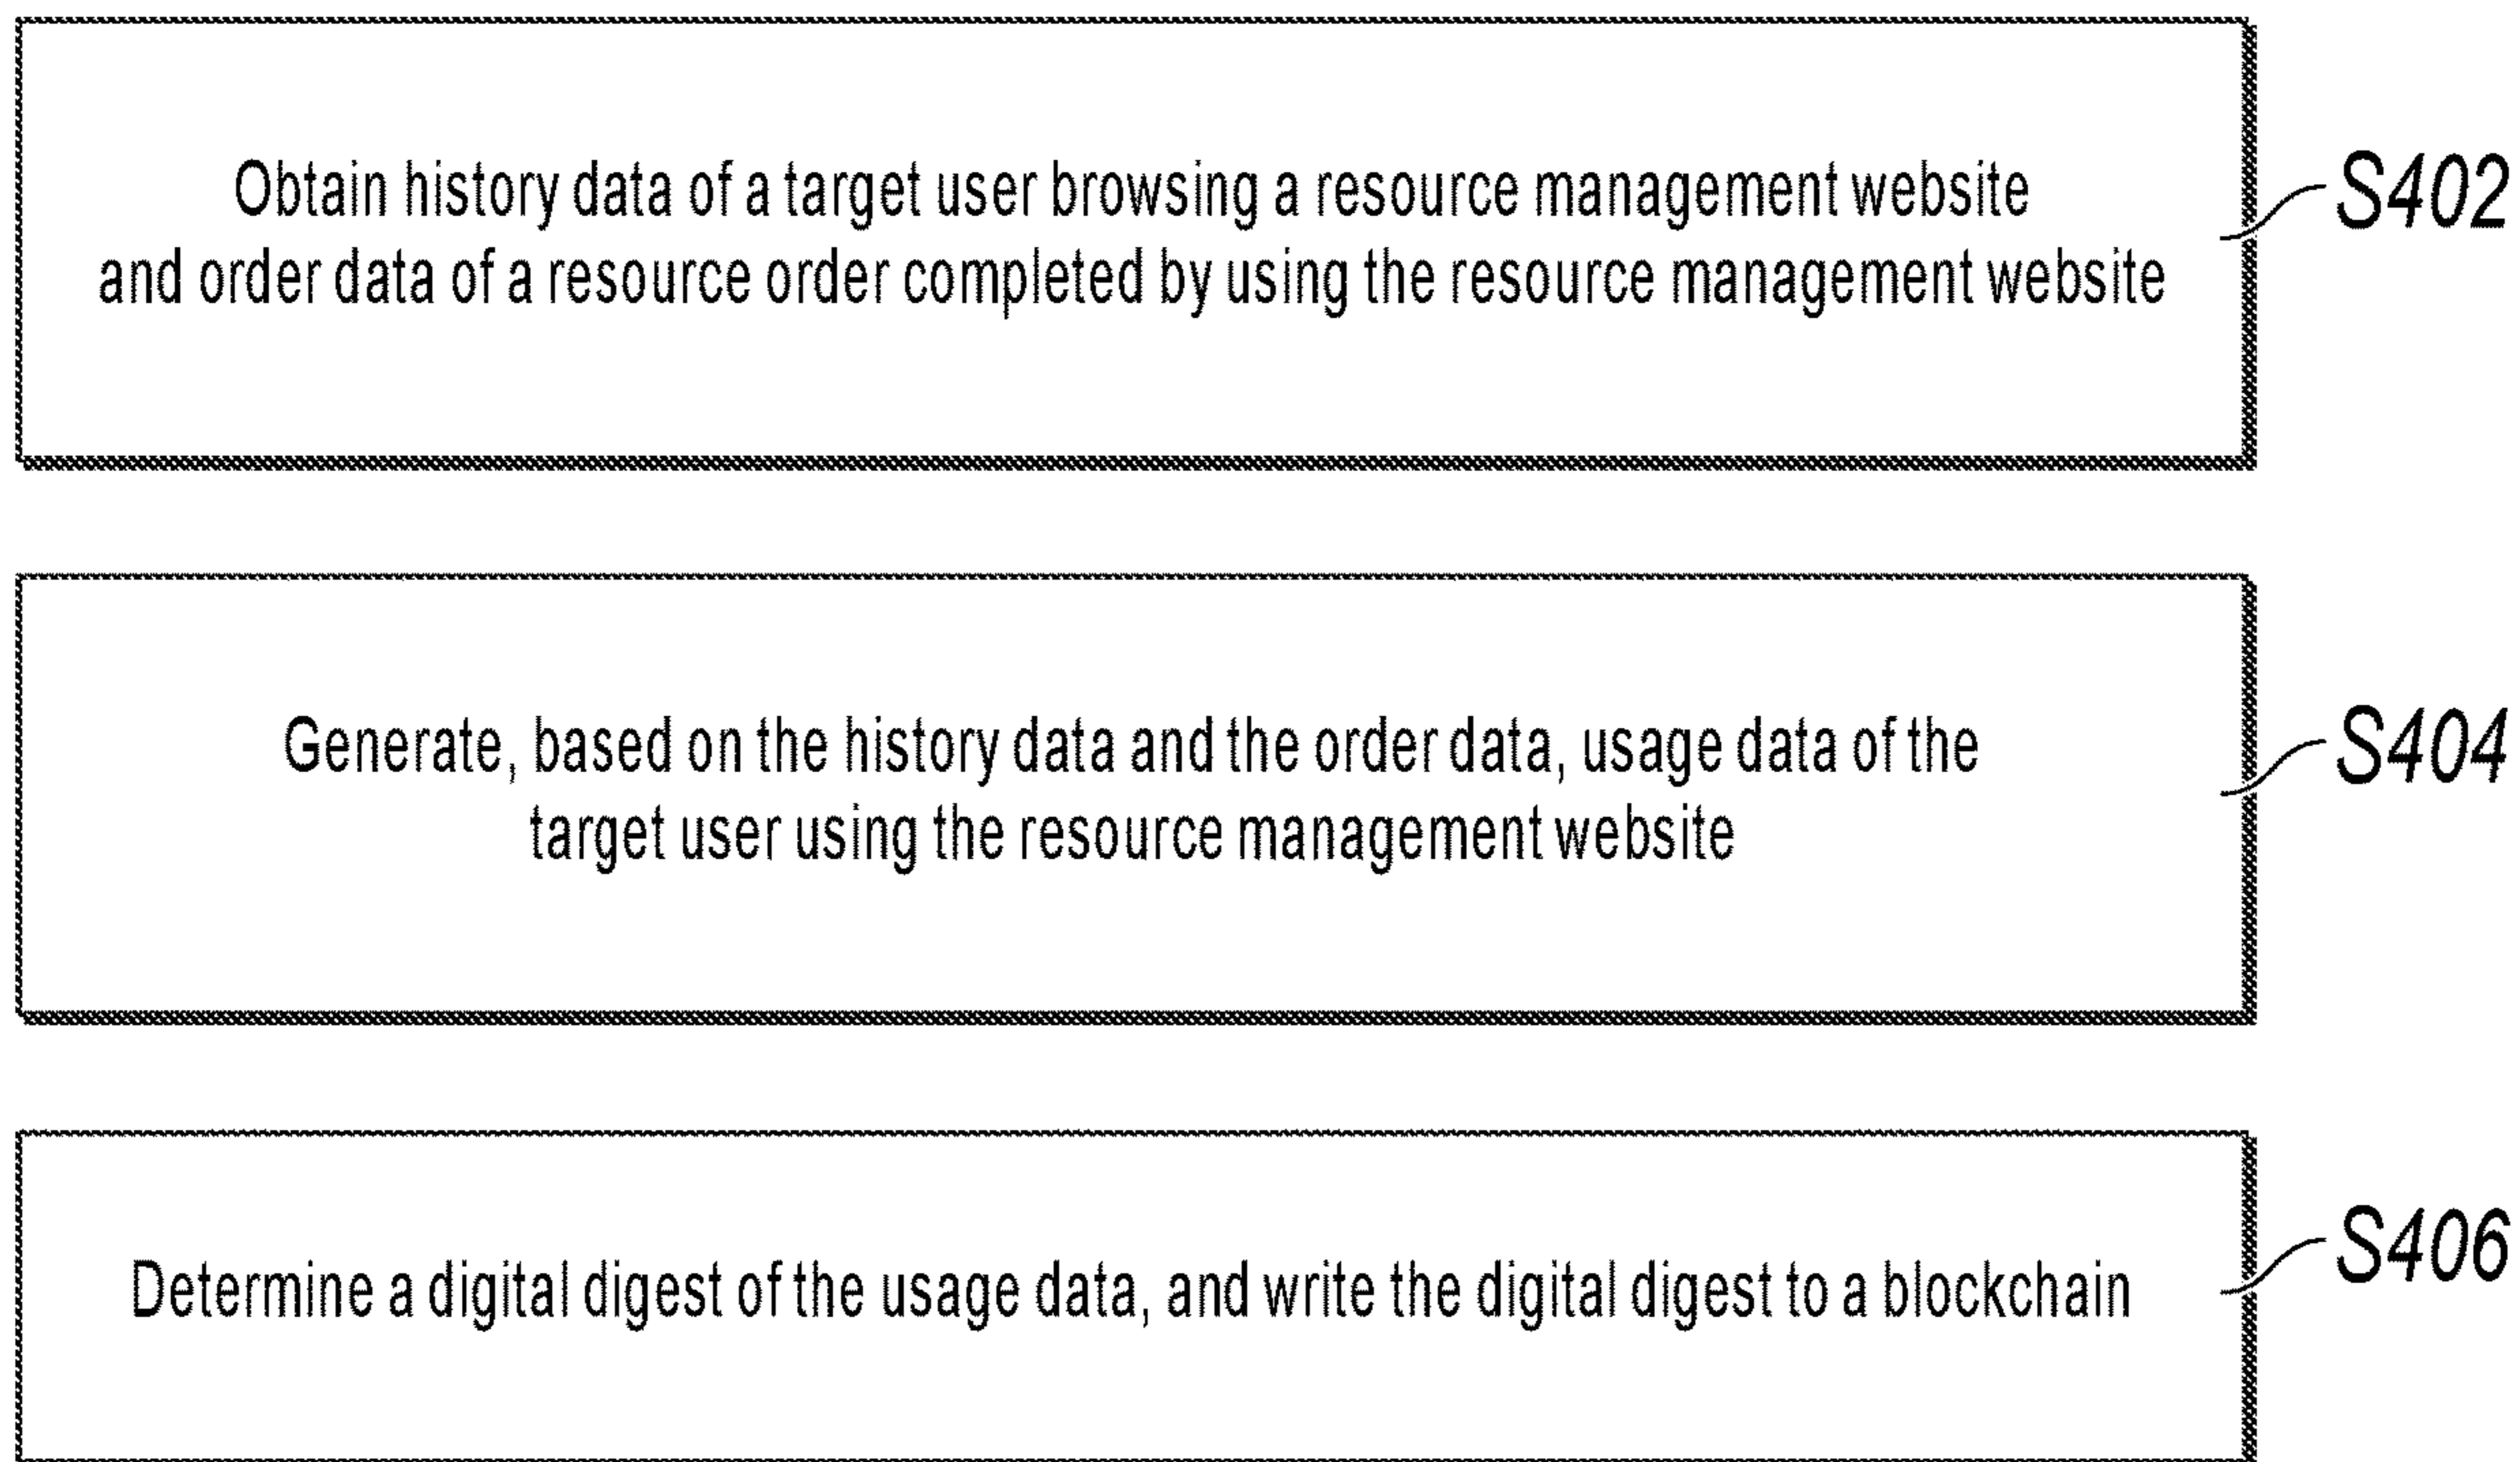 Obtain history data of a target user browsing a resource management website
and order data of a resource order completed by using the resource management website
S402
Generate, based on the history data and the order data, usage data of the
target user using the resource management website
S404
Determine a digital digest of the usage data, and write the digital digest to a blockchain
S406